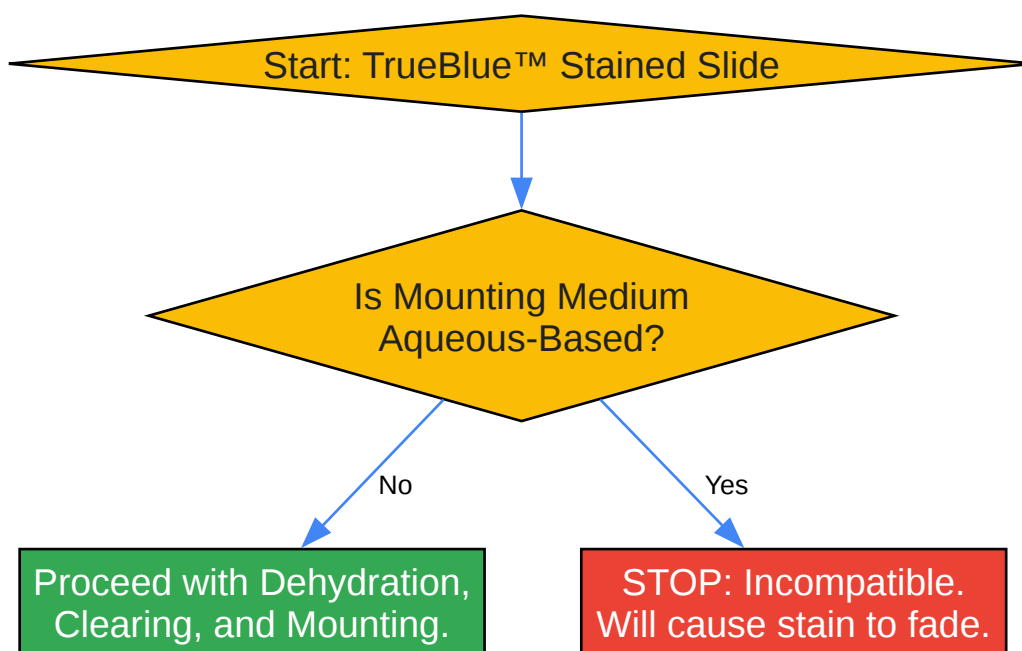 Start: TrueBlue™ Stained Slide
Is Mounting Medium
Aqueous-Based?
No
Yes
Proceed with Dehydration,
Clearing, and Mounting.
STOP: Incompatible.
Will cause stain to fade.